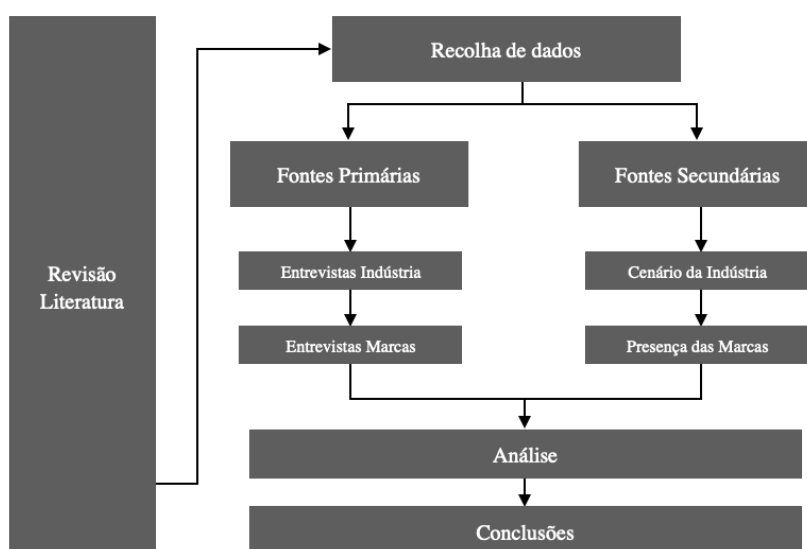 Revisão
Literatura
Recolha de dados
Fontes Primárias
Fontes Secundárias
Entrevistas Indústria
Cenário da Indústria
Entrevistas Marcas
Presença das Marcas
Análise
Conclusões